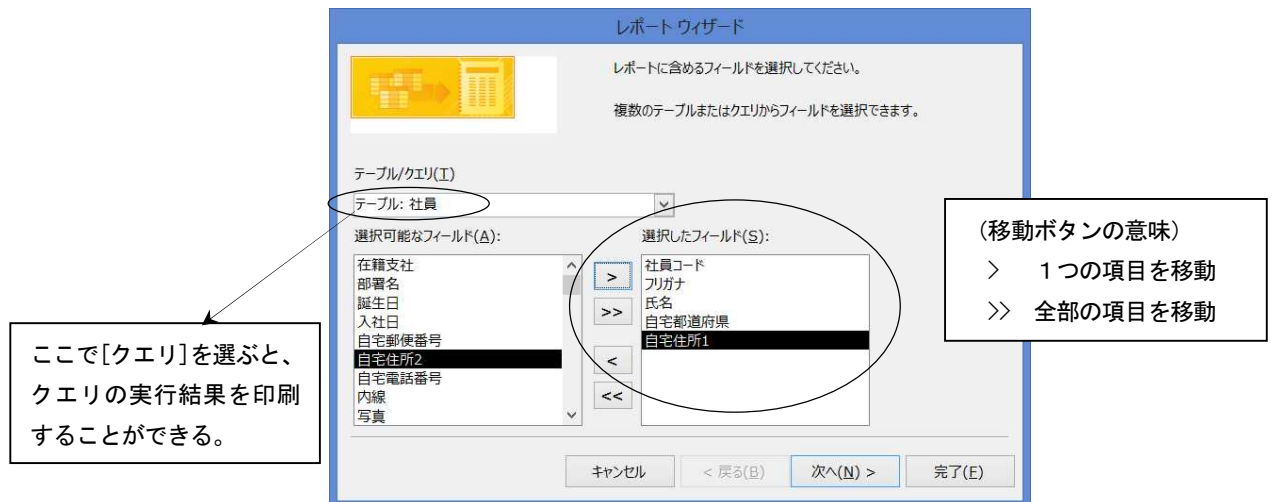 レポート ウィザード
レポートに含めるフィールドを選択してください。
複数のテーブルまたはクエリからフィールドを選択できます。
テーブル/クエリ(T)
テーブル: 社員
選択可能なフィールド(A):
在籍支社
部署名
誕生日
入社日
自宅郵便番号
自宅住所2
自宅電話番号
内線
写真
>
>>
<
<<
選択したフィールド(S):
社員コード
フリガナ
氏名
自宅都道府県
自宅住所1
キャンセル
< 戻る(B)
次へ(N) >
完了(F)
ここで[クエリ]を選ぶと、
クエリの実行結果を印刷
することができる。
(移動ボタンの意味)
> 1つの項目を移動
>> 全部の項目を移動